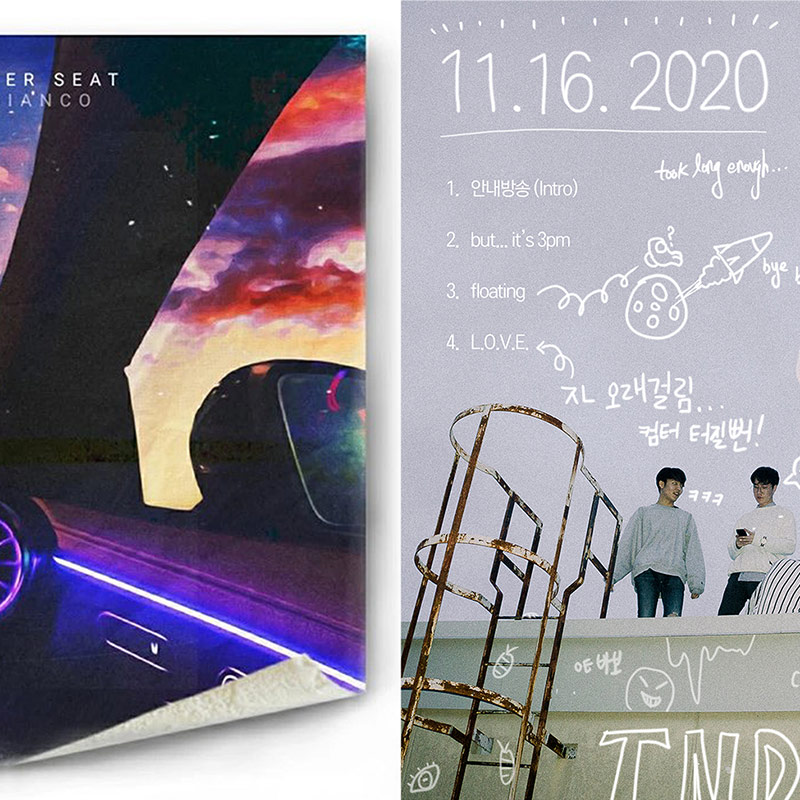 ER SEAT
IANCO
11.16. 2020
took long enough...
1. 안내방송 (Intro)
2. but... it's 3pm
?
bye b
3. floating
4. L.O.V.E.
오래걸림...
컴터 터질뻔!
ㅋㅋㅋ
야 바보
TND